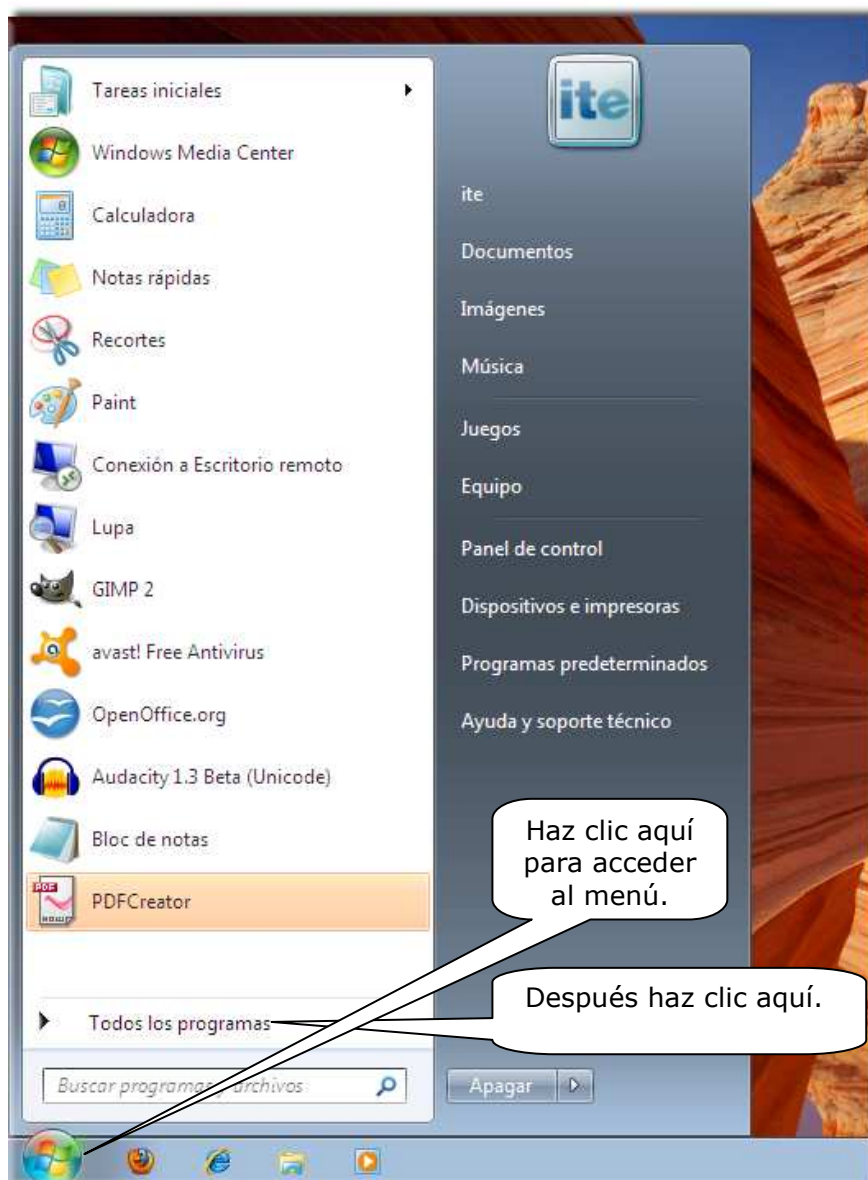 Tareas iniciales
Windows Media Center
Calculadora
Notas rápidas
Recortes
Paint
Conexión a Escritorio remoto
Lupa
GIMP 2
avast! Free Antivirus
OpenOffice.org
Audacity 1.3 Beta (Unicode)
Bloc de notas
PDF
PDFCreator
Todos los programas
Buscar programas y archivos
ite
ite
Documentos
Imágenes
Música
Juegos
Equipo
Panel de control
Dispositivos e impresoras
Programas predeterminados
Ayuda y soporte técnico
Haz clic aquí
para acceder
al menú.
Después haz clic aquí.
Apagar